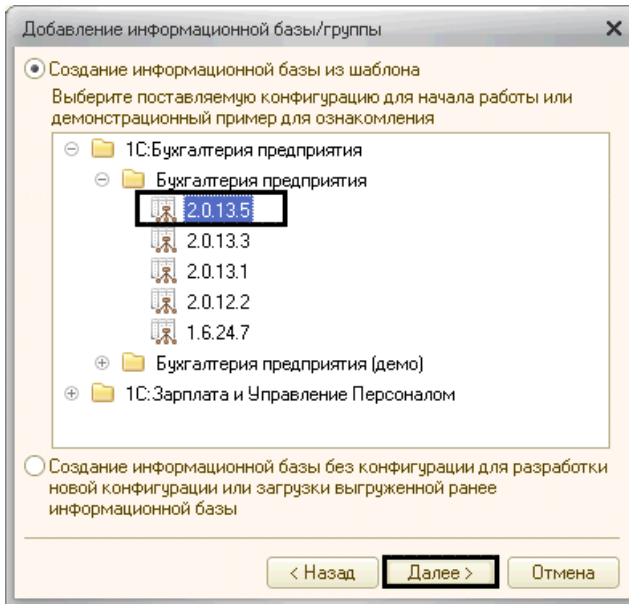 Добавление информационной базы/группы
Создание информационной базы из шаблона
Выберите поставляемую конфигурацию для начала работы или
демонстрационный пример для ознакомления
1С:Бухгалтерия предприятия
Бухгалтерия предприятия
2.0.13.5
2.0.13.3
2.0.13.1
2.0.12.2
1.6.24.7
Бухгалтерия предприятия (демо)
1С:Зарплата и Управление Персоналом
Создание информационной базы без конфигурации для разработки
новой конфигурации или загрузки выгруженной ранее
информационной базы
< Назад
Далее >
Отмена